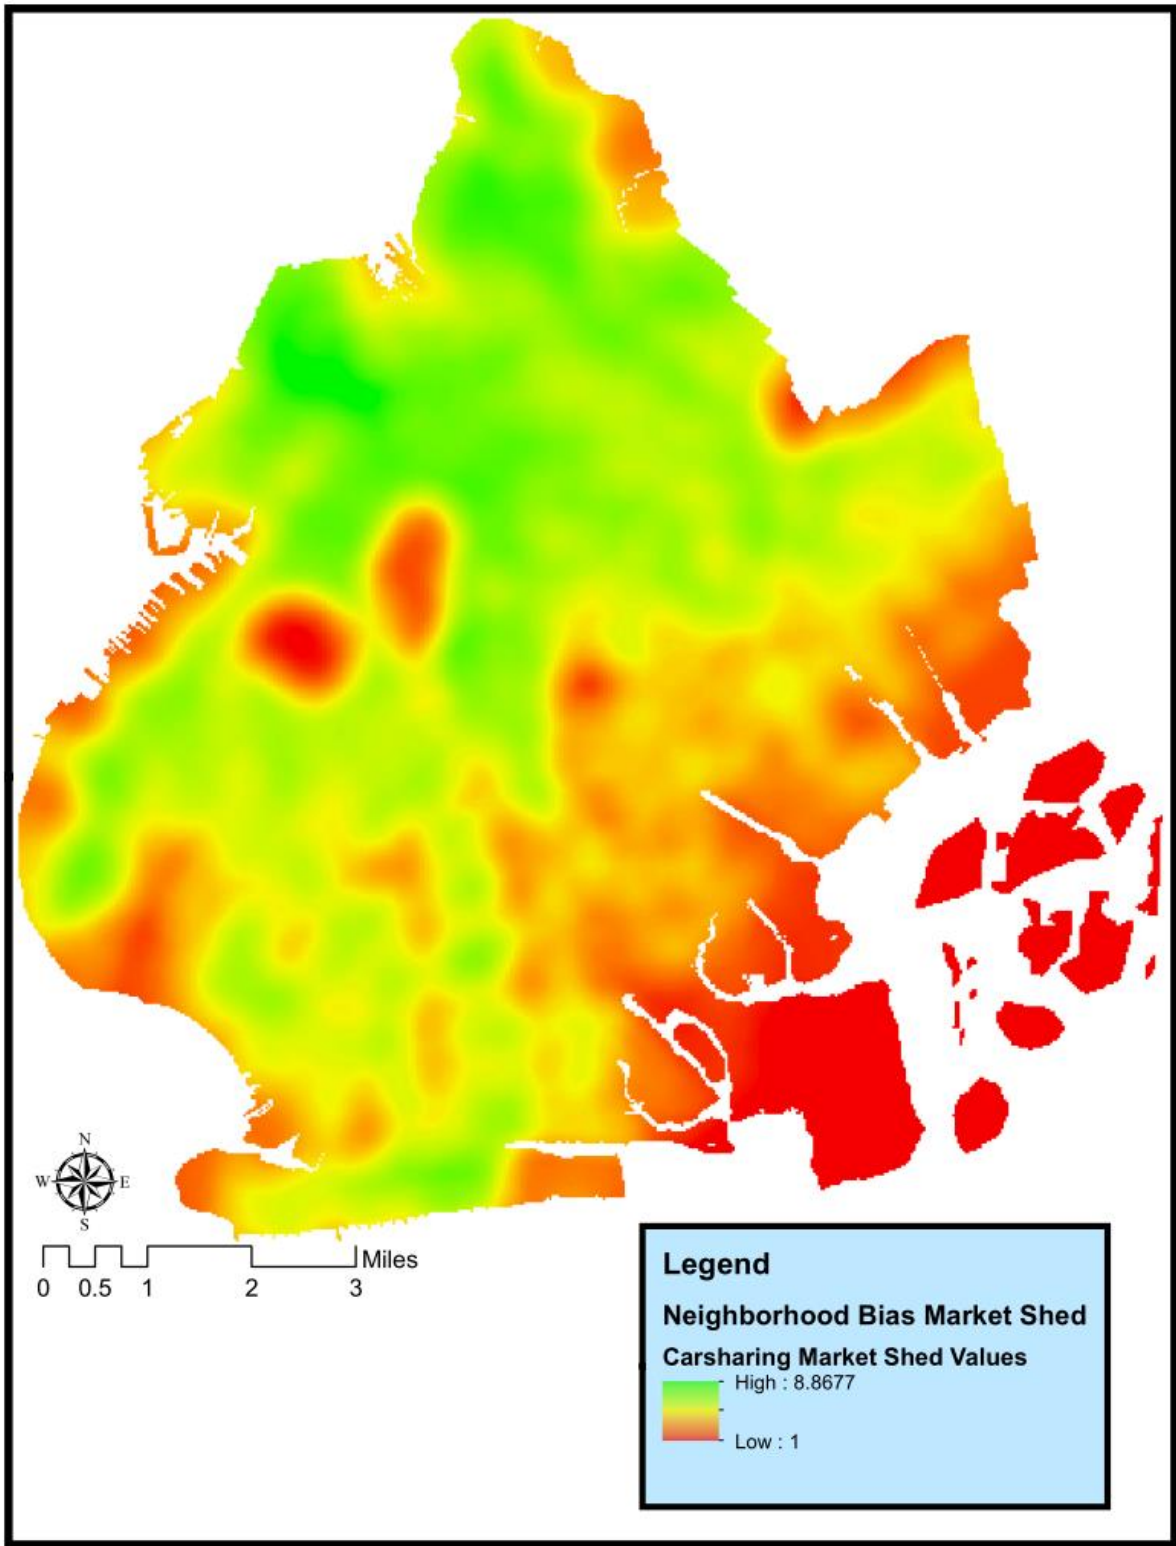 N
W E
S
Miles
0 0.5 1 2 3
Legend
Neighborhood Bias Market Shed
Carsharing Market Shed Values
High : 8.8677
Low : 1